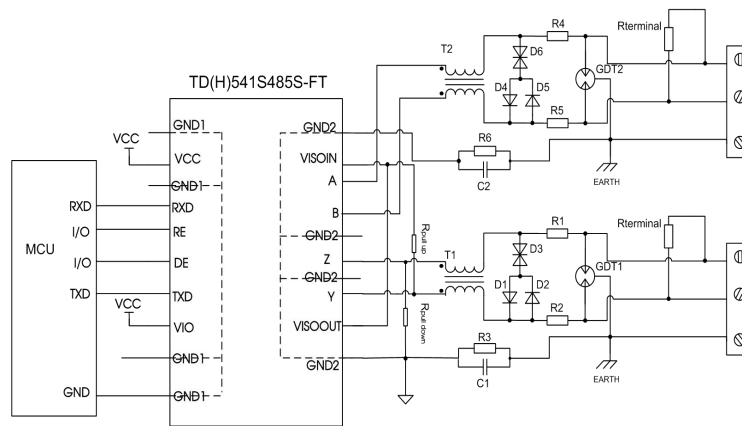 TD(H)541S485S-FT
MCU
RXD
I/O
I/O
TXD
GND
VCC
VCC
GND1
VCC
GND1
RXD
RE
DE
TXD
VIO
GND1
GND1
GND2
VISOIN
A
B
GND2
Z
GND2
Y
VISOOUT
GND2
Rpull up
Rpull down
T2
D6
D4
D5
R4
R5
GDT2
Rterminal
R6
C2
EARTH
T1
D3
D1
D2
R1
R2
GDT1
Rterminal
R3
C1
EARTH